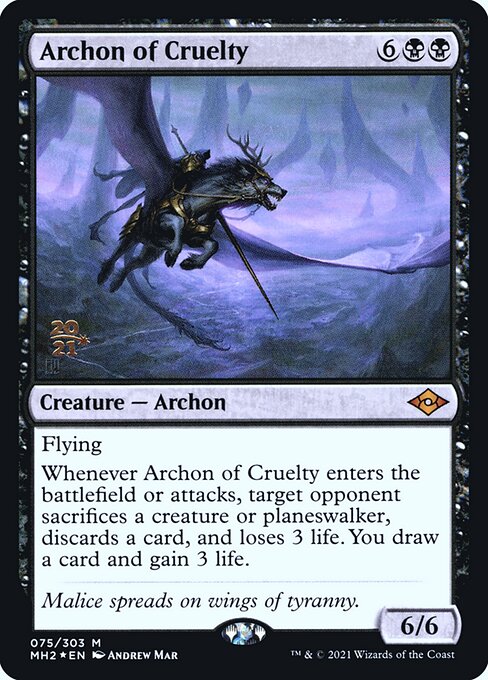 Archon of Cruelty 6
20
21*
Creature — Archon
Flying
Whenever Archon of Cruelty enters the
battlefield or attacks, target opponent
sacrifices a creature or planeswalker,
discards a card, and loses 3 life. You draw
a card and gain 3 life.
Malice spreads on wings of tyranny.
6/6
075/303 M
MH2 ★ EN Andrew Mar
™ & © 2021 Wizards of the Coast